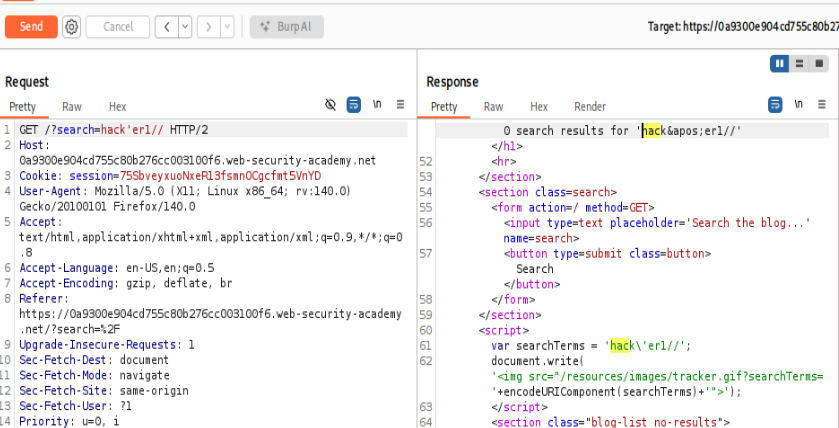 Send
Cancel
Burp AI
Target: https://0a9300e904cd755c80b27
Request
Response
Pretty Raw Hex \n
Pretty Raw Hex Render \n
1 GET /?search=hack'er1// HTTP/2
2 Host:
0a9300e904cd755c80b276cc003100f6.web-security-academy.net
3 Cookie: session=75SbveyxuoNxeR13fsmnOCgcfmt5VnYD
4 User-Agent: Mozilla/5.0 (X11; Linux x86_64; rv:140.0)
Gecko/20100101 Firefox/140.0
5 Accept:
text/html,application/xhtml+xml,application/xml;q=0.9,*/*;q=0
.8
6 Accept-Language: en-US,en;q=0.5
7 Accept-Encoding: gzip, deflate, br
8 Referer:
https://0a9300e904cd755c80b276cc003100f6.web-security-academy
.net/?search=%2F
9 Upgrade-Insecure-Requests: 1
10 Sec-Fetch-Dest: document
11 Sec-Fetch-Mode: navigate
12 Sec-Fetch-Site: same-origin
13 Sec-Fetch-User: ?1
14 Priority: u=0, i
0 search results for 'hack&apos;er1//'
</h1>
52 <hr>
53 </section>
54 <section class=search>
55 <form action=/ method=GET>
56 <input type=text placeholder='Search the blog...'
name=search>
57 <button type=submit class=button>
Search
</button>
58 </form>
59 </section>
60 <script>
61 var searchTerms = 'hack\'er1//';
62 document.write(
'<img src="/resources/images/tracker.gif?searchTerms=
'+encodeURIComponent(searchTerms)+'">');
63 </script>
64 <section class="blog-list no-results">